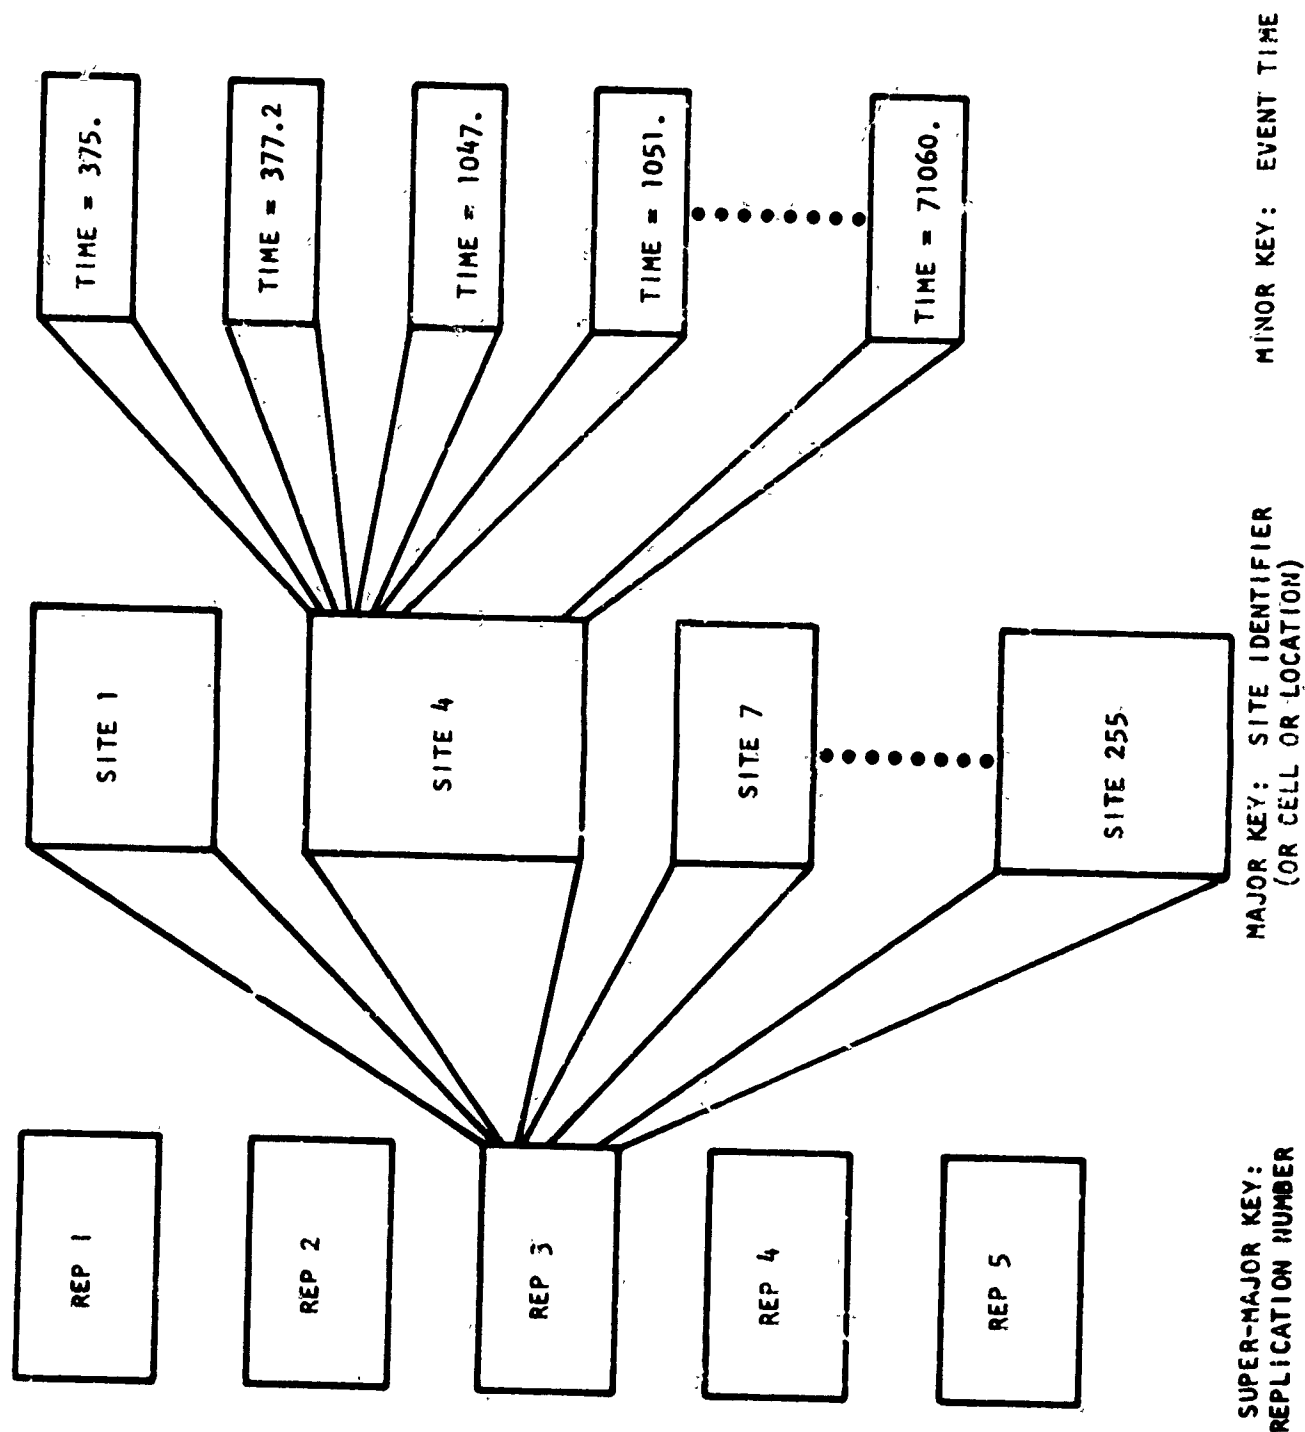 REP 1
REP 2
REP 3
REP 4
REP 5
SUPER-MAJOR KEY:
REPLICATION NUMBER
SITE 1
SITE 4
SITE 7
SITE 255
MAJOR KEY: SITE IDENTIFIER
(OR CELL OR LOCATION)
TIME = 375.
TIME = 377.2
TIME = 1047.
TIME = 1051.
TIME = 71060.
MINOR KEY: EVENT TIME